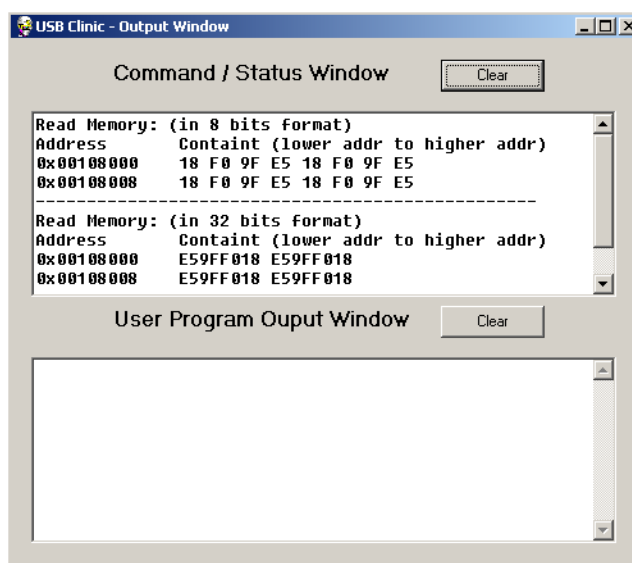 USB Clinic - Output Window
Command / Status Window Clear
Read Memory: (in 8 bits format)
Address Containt (lower addr to higher addr)
0x00108000 18 F0 9F E5 18 F0 9F E5
0x00108008 18 F0 9F E5 18 F0 9F E5
--------------------------------------------------
Read Memory: (in 32 bits format)
Address Containt (lower addr to higher addr)
0x00108000 E59FF018 E59FF018
0x00108008 E59FF018 E59FF018
User Program Ouput Window Clear